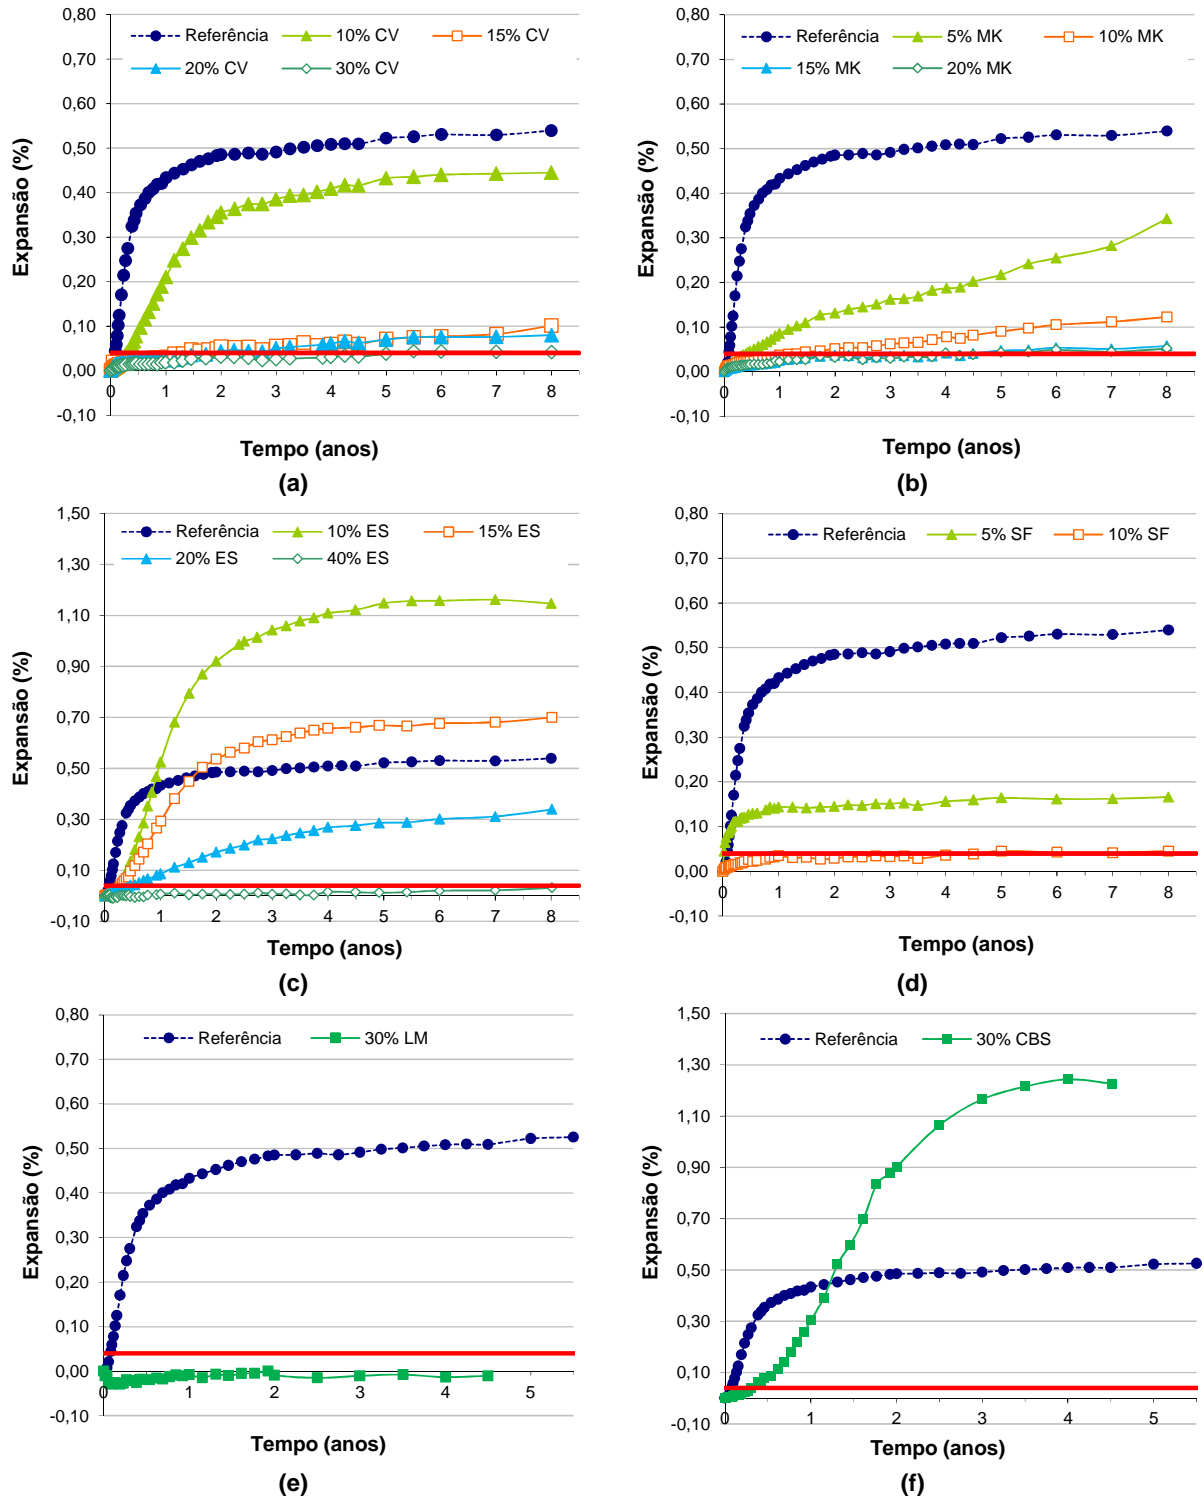 0,80
0,70
0,60
0,50
0,40
0,30
0,20
0,10
0,00
-0,10
Expansão (%)
Referência 10% CV 15% CV
20% CV 30% CV
0 1 2 3 4 5 6 7 8
Tempo (anos)
(a)
0,80
0,70
0,60
0,50
0,40
0,30
0,20
0,10
0,00
-0,10
Expansão (%)
Referência 5% MK 10% MK
15% MK 20% MK
0 1 2 3 4 5 6 7 8
Tempo (anos)
(b)
1,50
1,30
1,10
0,90
0,70
0,50
0,30
0,10
-0,10
Expansão (%)
Referência 10% ES 15% ES
20% ES 40% ES
0 1 2 3 4 5 6 7 8
Tempo (anos)
(c)
0,80
0,70
0,60
0,50
0,40
0,30
0,20
0,10
0,00
-0,10
Expansão (%)
Referência 5% SF 10% SF
0 1 2 3 4 5 6 7 8
Tempo (anos)
(d)
0,80
0,70
0,60
0,50
0,40
0,30
0,20
0,10
0,00
-0,10
Expansão (%)
Referência 30% LM
0 1 2 3 4 5
Tempo (anos)
(e)
1,50
1,30
1,10
0,90
0,70
0,50
0,30
0,10
-0,10
Expansão (%)
Referência 30% CBS
0 1 2 3 4 5
Tempo (anos)
(f)